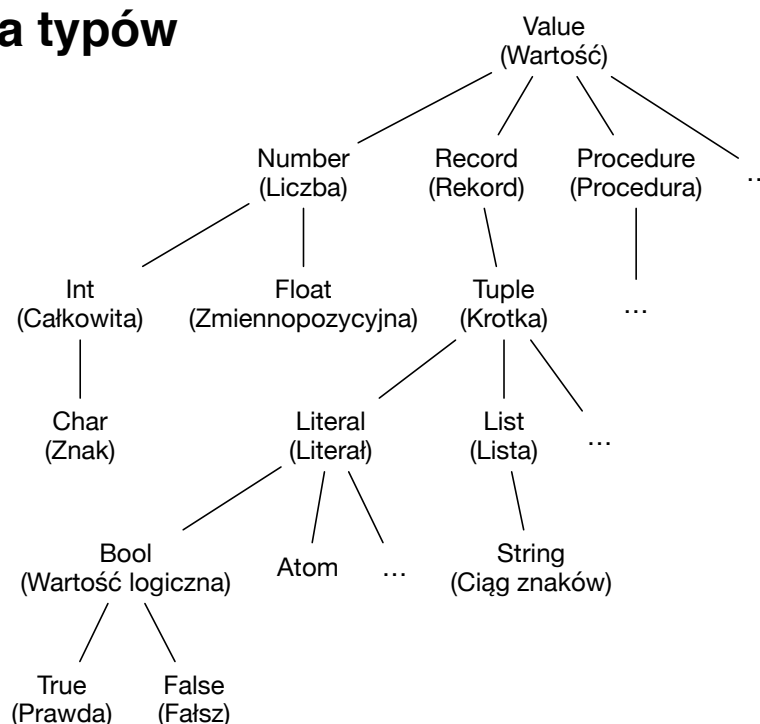 a typów
Value
(Wartość)
Number
(Liczba)
Record
(Rekord)
Procedure
(Procedura)
...
Int
(Całkowita)
Float
(Zmiennopozycyjna)
Tuple
(Krotka)
...
Char
(Znak)
Literal
(Literał)
List
(Lista)
...
Bool
(Wartość logiczna)
Atom
...
String
(Ciąg znaków)
True
(Prawda)
False
(Fałsz)